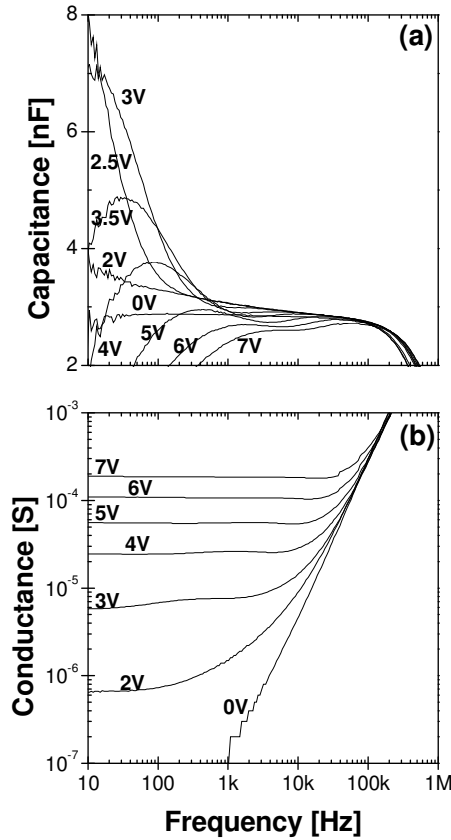 (a)
Capacitance [nF]
8
6
4
2
3V
2.5V
3.5V
2V
0V
4V
5V
6V
7V
(b)
Conductance [S]
10⁻³
10⁻⁴
10⁻⁵
10⁻⁶
10⁻⁷
7V
6V
5V
4V
3V
2V
0V
10 100 1k 10k 100k 1M
Frequency [Hz]